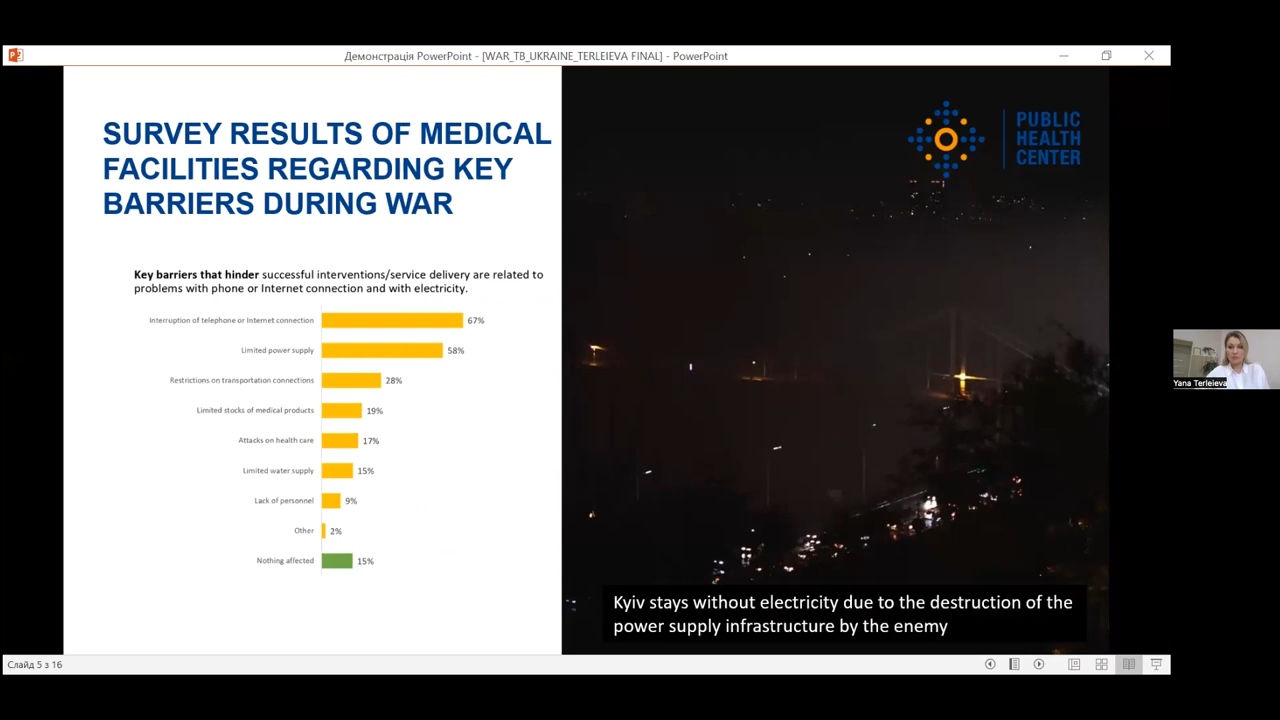 Демонстрація PowerPoint - [WAR_TB_UKRAINE_TERLEIEVA FINAL] - PowerPoint
SURVEY RESULTS OF MEDICAL
FACILITIES REGARDING KEY
BARRIERS DURING WAR
PUBLIC
HEALTH
CENTER
Key barriers that hinder successful interventions/service delivery are related to
problems with phone or Internet connection and with electricity.
Interruption of telephone or Internet connection 67%
Limited power supply 58%
Restrictions on transportation connections 28%
Limited stocks of medical products 19%
Attacks on health care 17%
Limited water supply 15%
Lack of personnel 9%
Other 2%
Nothing affected 15%
Kyiv stays without electricity due to the destruction of the
power supply infrastructure by the enemy
Yana Terleieva
Слайд 5 з 16